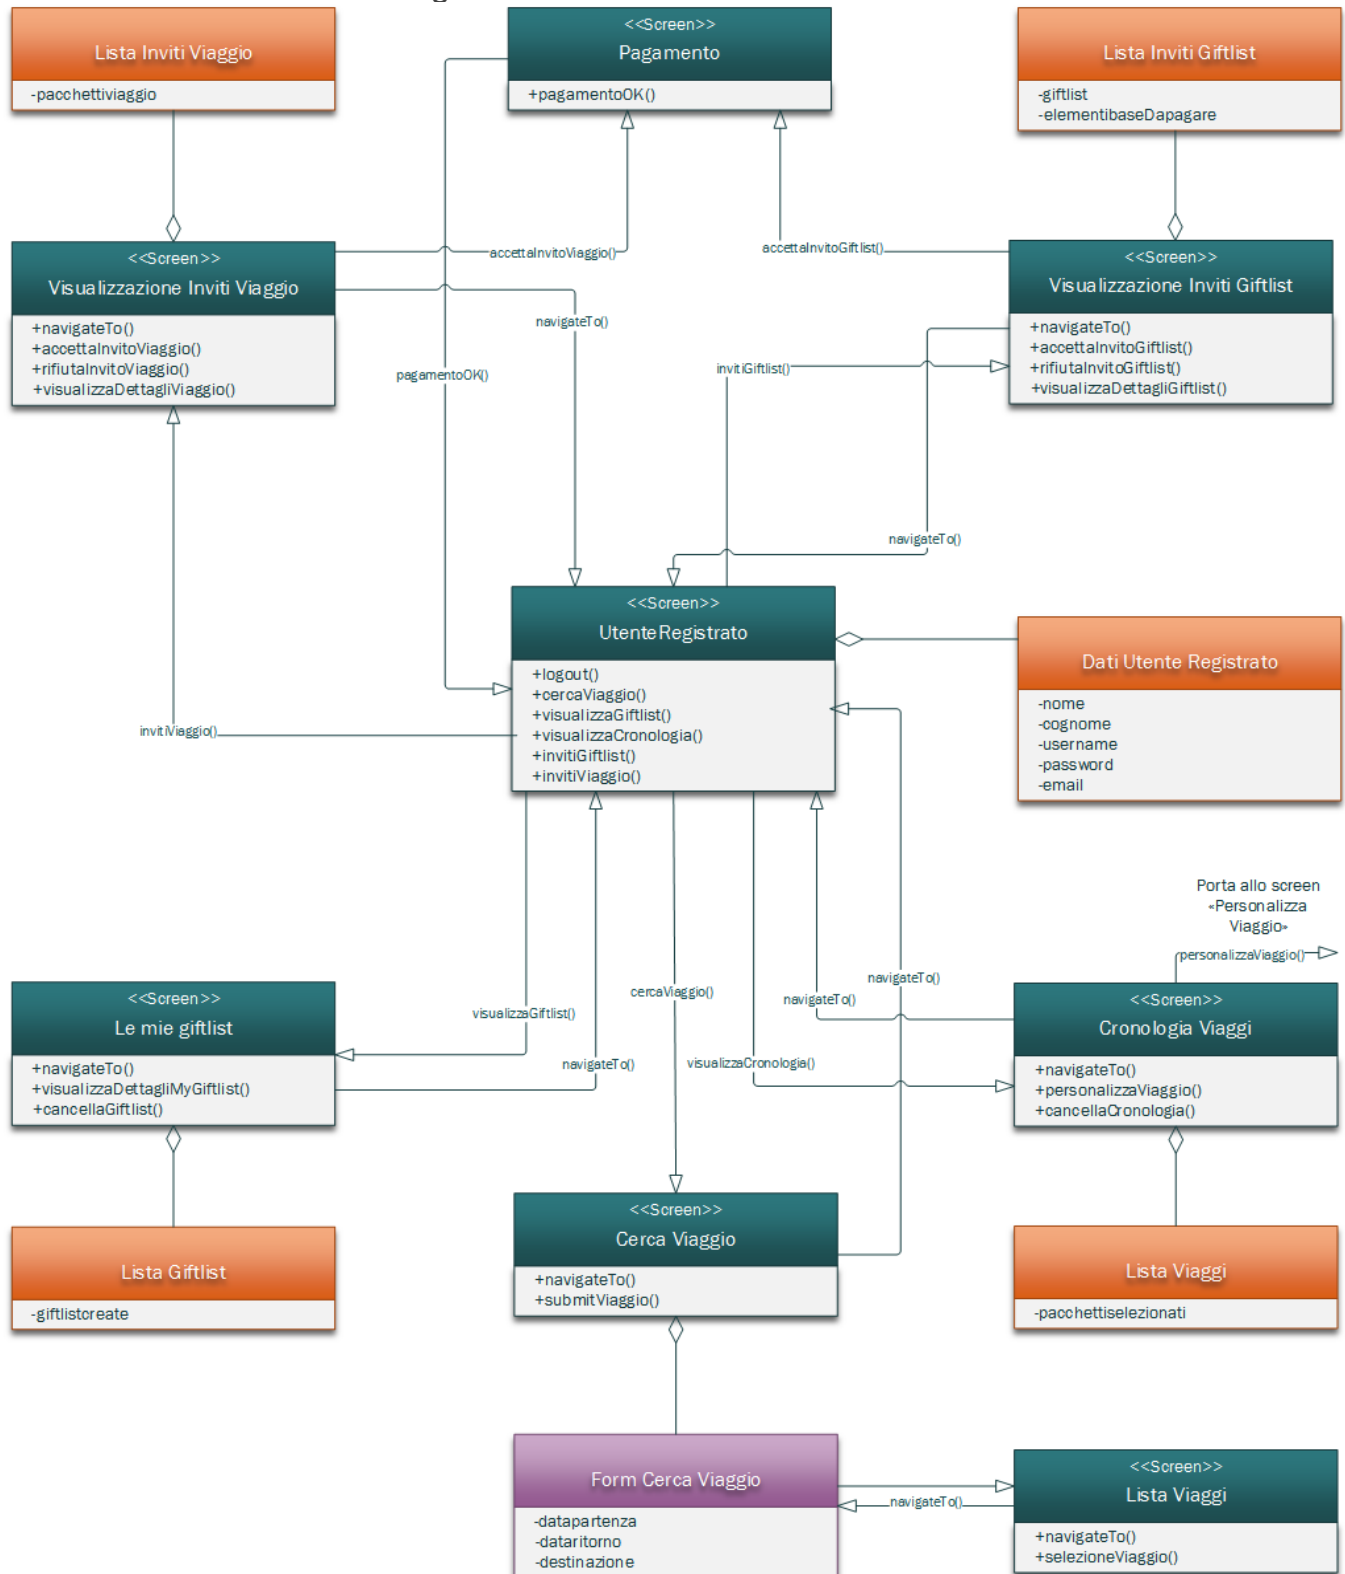 Lista Inviti Viaggio
-pacchettiviaggio
<<Screen>>
Pagamento
+pagamentoOK()
Lista Inviti Giftlist
-giftlist
-elementibaseDapagare
accettaInvitoViaggio()
accettaInvitoGiftlist()
<<Screen>>
Visualizzazione Inviti Viaggio
+navigateTo()
+accettaInvitoViaggio()
+rifiutaInvitoViaggio()
+visualizzaDettagliViaggio()
<<Screen>>
Visualizzazione Inviti Giftlist
+navigateTo()
+accettaInvitoGiftlist()
+rifiutaInvitoGiftlist()
+visualizzaDettagliGiftlist()
navigateTo()
pagamentoOK()
invitiGiftlist()
navigateTo()
<<Screen>>
UtenteRegistrato
+logout()
+cercaViaggio()
+visualizzaGiftlist()
+visualizzaCronologia()
+invitiGiftlist()
+invitiViaggio()
Dati Utente Registrato
-nome
-cognome
-username
-password
-email
invitiViaggio()
Porta allo screen
«Personalizza
Viaggio»
personalizzaViaggio()
visualizzaGiftlist()
navigateTo()
cercaViaggio()
navigateTo()
navigateTo()
visualizzaCronologia()
<<Screen>>
Le mie giftlist
+navigateTo()
+visualizzaDettagliMyGiftlist()
+cancellaGiftlist()
<<Screen>>
Cronologia Viaggi
+navigateTo()
+personalizzaViaggio()
+cancellaCronologia()
Lista Giftlist
-giftlistcreate
<<Screen>>
Cerca Viaggio
+navigateTo()
+submitViaggio()
Lista Viaggi
-pacchettiselezionati
Form Cerca Viaggio
-datapartenza
-dataritorno
-destinazione
navigateTo()
<<Screen>>
Lista Viaggi
+navigateTo()
+selezioneViaggio()